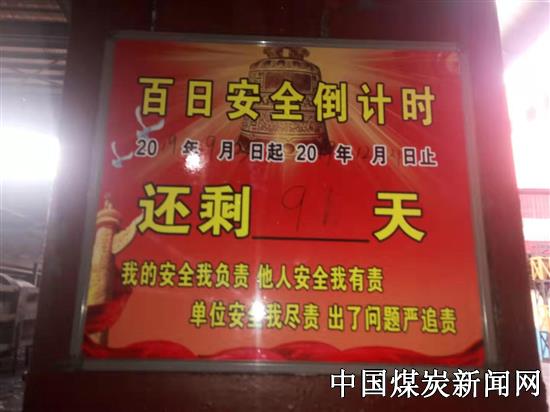 百日安全倒计时
20 年 月 日起 20 年 月 日止
还剩 91 天
我的安全我负责 他人安全我有责
单位安全我尽责 出了问题严追责
中国煤炭新闻网